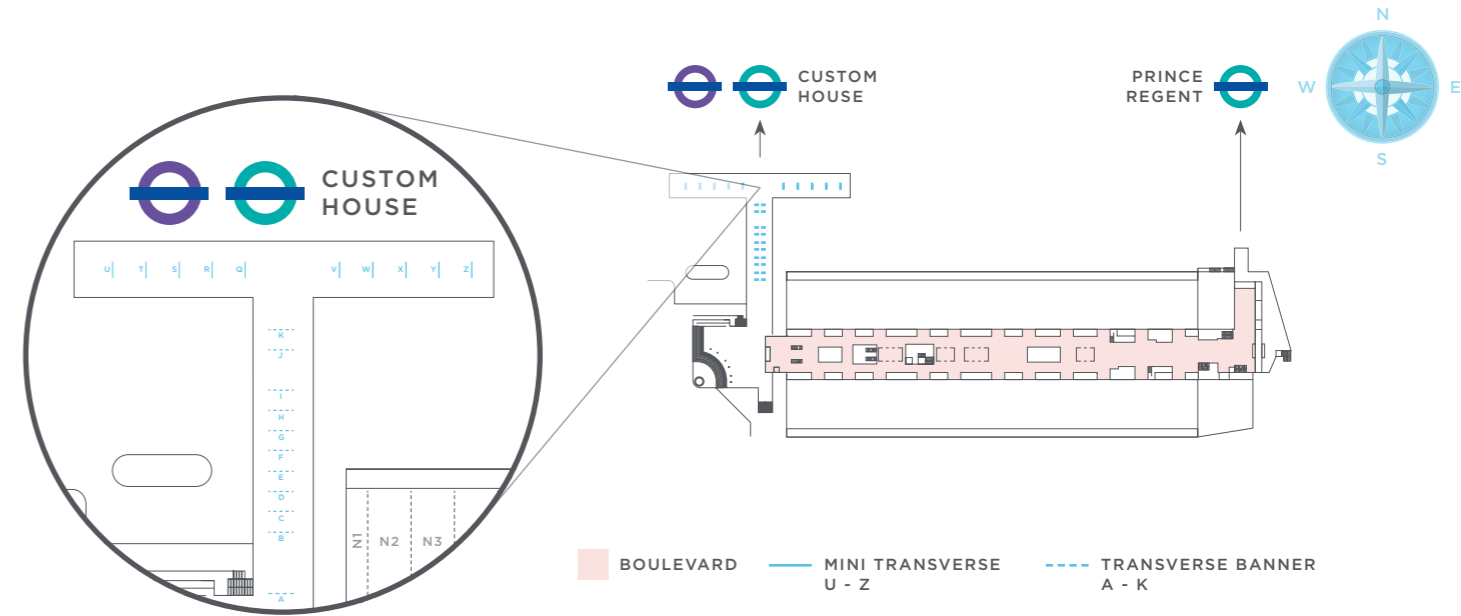 N
W
E
S
CUSTOM
HOUSE
PRINCE
REGENT
CUSTOM
HOUSE
U T S R Q V W X Y Z
K
J
I
H
G
F
E
D
C
B
A
N1 N2 N3
BOULEVARD
MINI TRANSVERSE
U - Z
TRANSVERSE BANNER
A - K